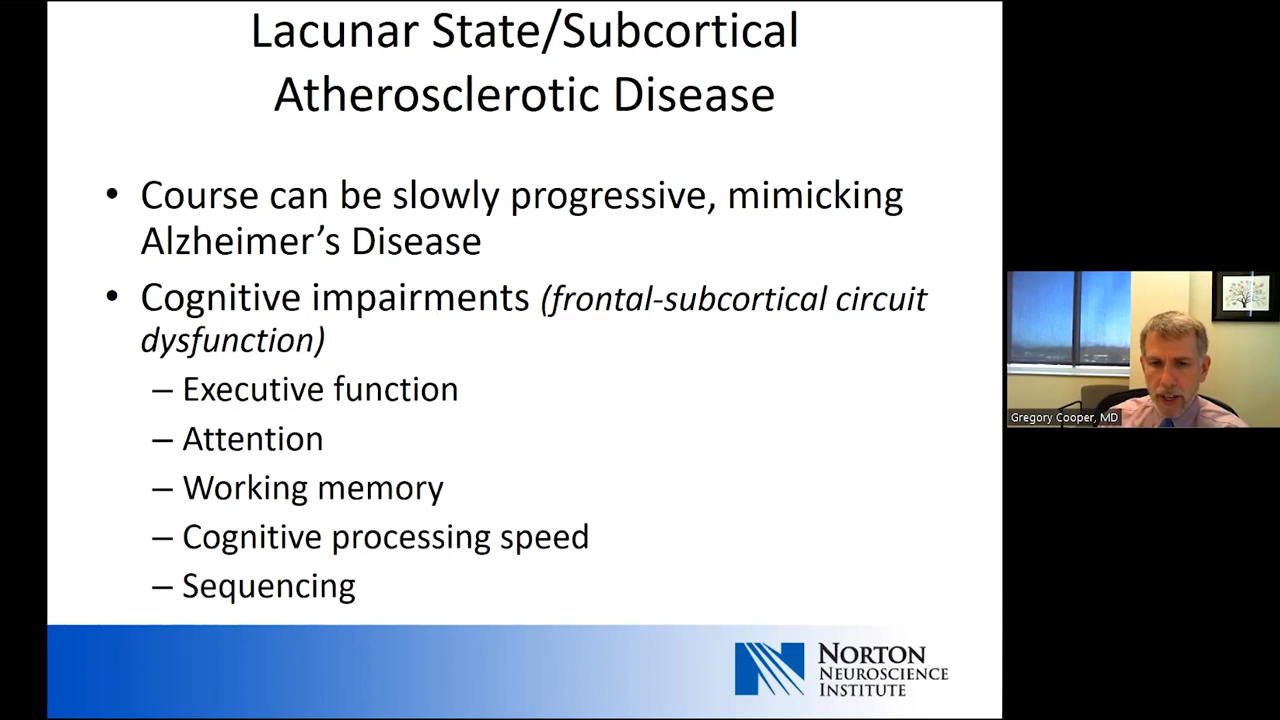 Lacunar State/Subcortical
Atherosclerotic Disease
• Course can be slowly progressive, mimicking
Alzheimer's Disease
• Cognitive impairments (frontal-subcortical circuit
dysfunction)
– Executive function
– Attention
– Working memory
– Cognitive processing speed
– Sequencing
NORTON
NEUROSCIENCE
INSTITUTE
Gregory Cooper, MD